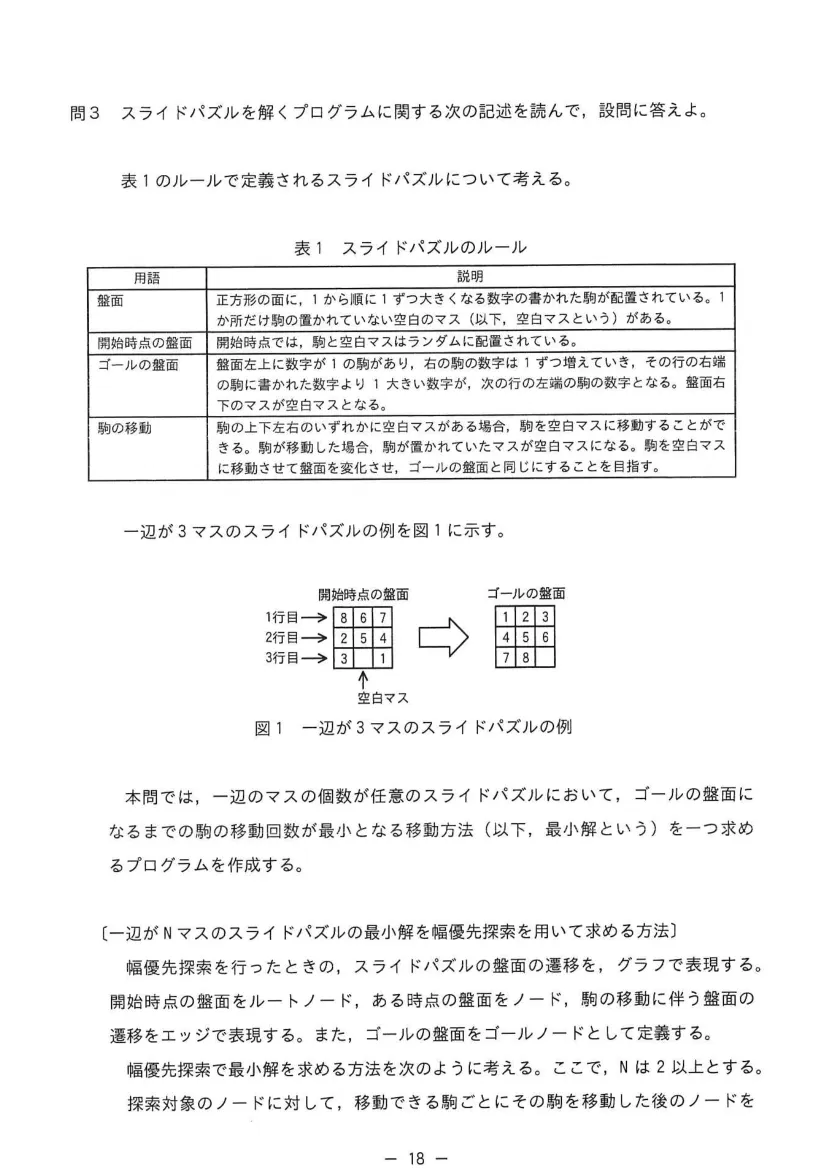 問3 スライドパズルを解くプログラムに関する次の記述を読んで，設問に答えよ。
表1のルールで定義されるスライドパズルについて考える。
表1 スライドパズルのルール
用語 説明
盤面 正方形の面に，1から順に1ずつ大きくなる数字の書かれた駒が配置されている。1
か所だけ駒の置かれていない空白のマス（以下，空白マスという）がある。
開始時点の盤面 開始時点では，駒と空白マスはランダムに配置されている。
ゴールの盤面 盤面左上に数字が1の駒があり，右の駒の数字は1ずつ増えていき，その行の右端
の駒に書かれた数字より1大きい数字が，次の行の左端の駒の数字となる。盤面右
下のマスが空白マスとなる。
駒の移動 駒の上下左右のいずれかに空白マスがある場合，駒を空白マスに移動することがで
きる。駒が移動した場合，駒が置かれていたマスが空白マスになる。駒を空白マス
に移動させて盤面を変化させ，ゴールの盤面と同じにすることを目指す。
一辺が3マスのスライドパズルの例を図1に示す。
開始時点の盤面 ゴールの盤面
1行目 8 6 7 1 2 3
2行目 2 5 4 4 5 6
3行目 3 1 7 8
空白マス
図1 一辺が3マスのスライドパズルの例
本問では，一辺のマスの個数が任意のスライドパズルにおいて，ゴールの盤面に
なるまでの駒の移動回数が最小となる移動方法（以下，最小解という）を一つ求め
るプログラムを作成する。
〔一辺がNマスのスライドパズルの最小解を幅優先探索を用いて求める方法〕
幅優先探索を行ったときの，スライドパズルの盤面の遷移を，グラフで表現する。
開始時点の盤面をルートノード，ある時点の盤面をノード，駒の移動に伴う盤面の
遷移をエッジで表現する。また，ゴールの盤面をゴールノードとして定義する。
幅優先探索で最小解を求める方法を次のように考える。ここで，Nは2以上とする。
探索対象のノードに対して，移動できる駒ごとにその駒を移動した後のノードを
— 18 —